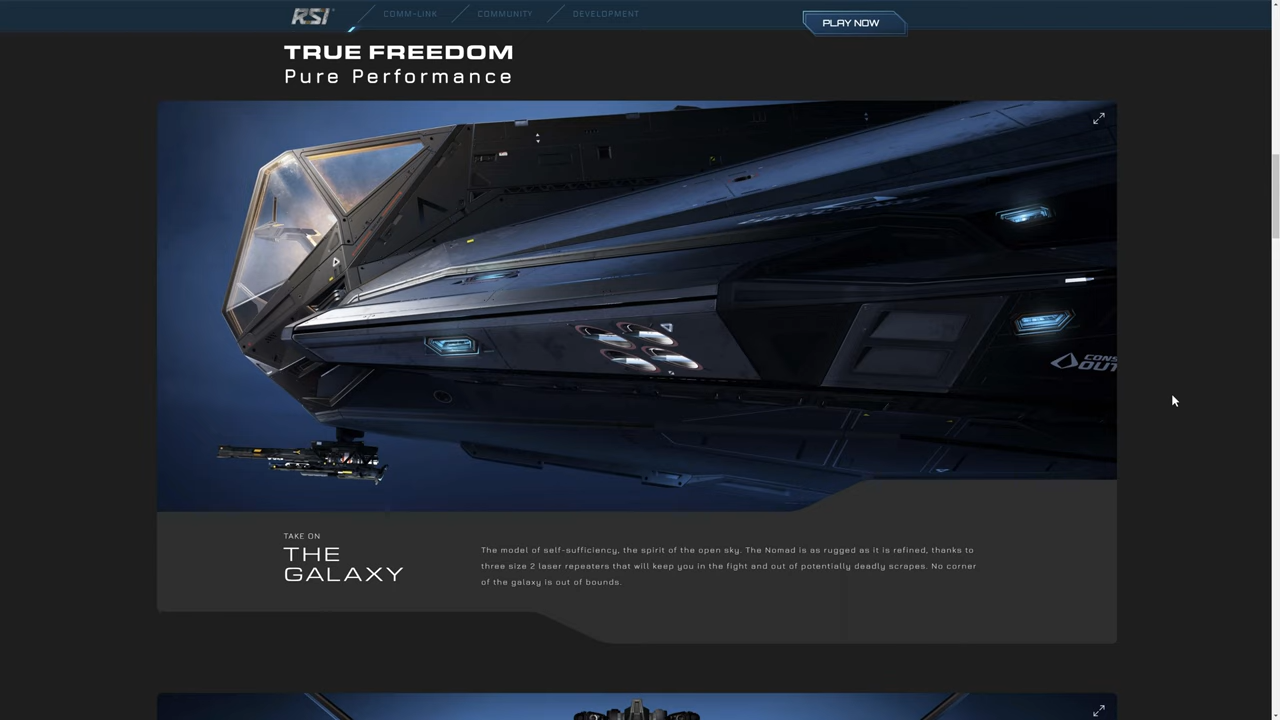 RSI
COMM-LINK
COMMUNITY
DEVELOPMENT
PLAY NOW
TRUE FREEDOM
Pure Performance
CONS
OUT
TAKE ON
THE
GALAXY
The model of self-sufficiency, the spirit of the open sky. The Nomad is as rugged as it is refined, thanks to
three size 2 laser repeaters that will keep you in the fight and out of potentially deadly scrapes. No corner
of the galaxy is out of bounds.